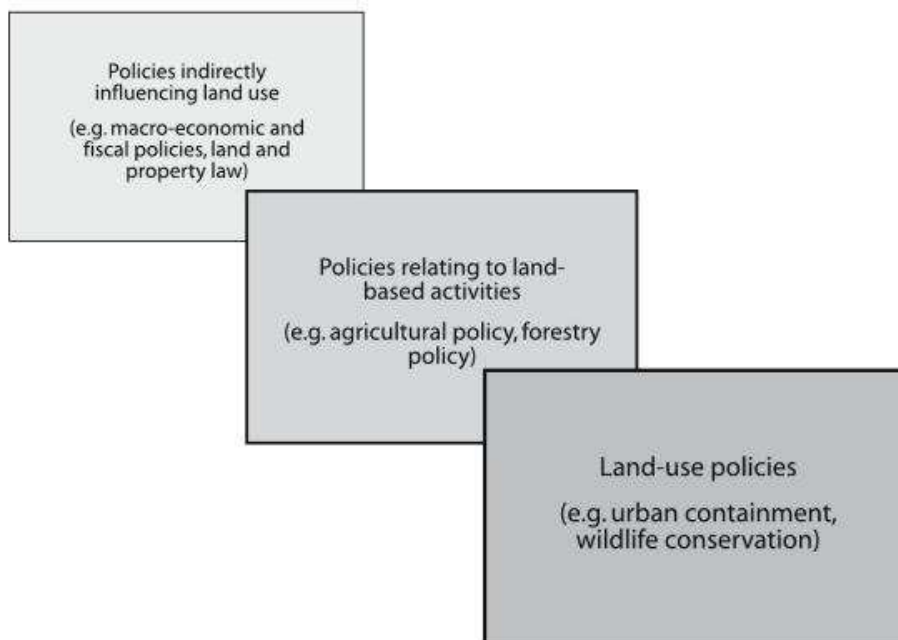 Policies indirectly
influencing land use
(e.g. macro-economic and
fiscal policies, land and
property law)
Policies relating to land-
based activities
(e.g. agricultural policy, forestry
policy)
Land-use policies
(e.g. urban containment,
wildlife conservation)